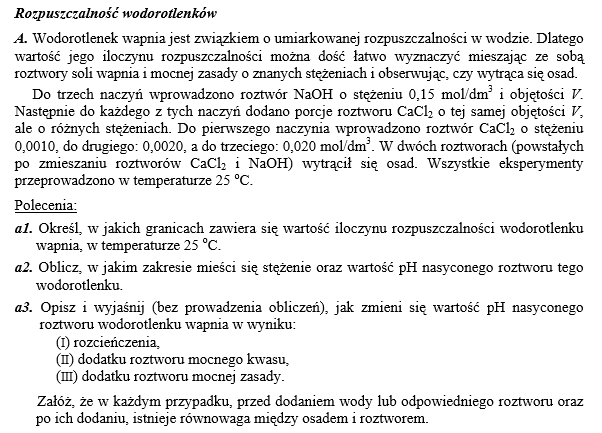 Rozpuszczalność wodorotlenków
A. Wodorotlenek wapnia jest związkiem o umiarkowanej rozpuszczalności w wodzie. Dlatego
wartość jego iloczynu rozpuszczalności można dość łatwo wyznaczyć mieszając ze sobą
roztwory soli wapnia i mocnej zasady o znanych stężeniach i obserwując, czy wytrąca się osad.
Do trzech naczyń wprowadzono roztwór NaOH o stężeniu 0,15 mol/dm³ i objętości V.
Następnie do każdego z tych naczyń dodano porcje roztworu CaCl₂ o tej samej objętości V,
ale o różnych stężeniach. Do pierwszego naczynia wprowadzono roztwór CaCl₂ o stężeniu
0,0010, do drugiego: 0,0020, a do trzeciego: 0,020 mol/dm³. W dwóch roztworach (powstałych
po zmieszaniu roztworów CaCl₂ i NaOH) wytrącił się osad. Wszystkie eksperymenty
przeprowadzono w temperaturze 25 °C.
Polecenia:
a1. Określ, w jakich granicach zawiera się wartość iloczynu rozpuszczalności wodorotlenku
wapnia, w temperaturze 25 °C.
a2. Oblicz, w jakim zakresie mieści się stężenie oraz wartość pH nasyconego roztworu tego
wodorotlenku.
a3. Opisz i wyjaśnij (bez prowadzenia obliczeń), jak zmieni się wartość pH nasyconego
roztworu wodorotlenku wapnia w wyniku:
(I) rozcieńczenia,
(II) dodatku roztworu mocnego kwasu,
(III) dodatku roztworu mocnej zasady.
Załóż, że w każdym przypadku, przed dodaniem wody lub odpowiedniego roztworu oraz
po ich dodaniu, istnieje równowaga między osadem i roztworem.